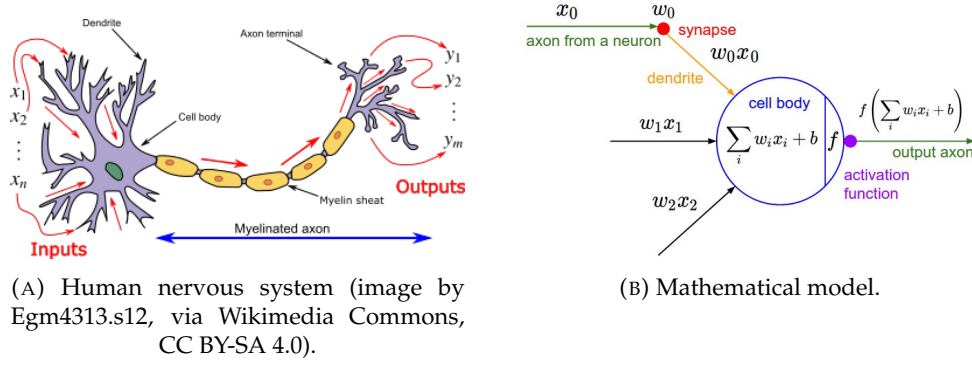 Dendrite
Axon terminal
x₁
x₂
⋮
xₙ
Cell body
y₁
y₂
⋮
yₘ
Outputs
Myelin sheat
Inputs
Myelinated axon
(A) Human nervous system (image by
Egm4313.s12, via Wikimedia Commons,
CC BY-SA 4.0).
x₀
w₀
synapse
axon from a neuron
w₀x₀
dendrite
cell body
w₁x₁
∑ᵢ wᵢxᵢ + b
f
f(∑ᵢ wᵢxᵢ + b)
output axon
activation
function
w₂x₂
(B) Mathematical model.